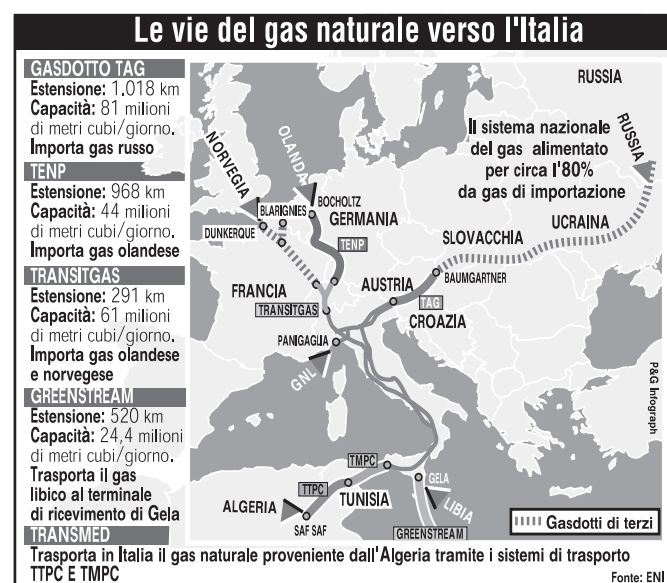 Le vie del gas naturale verso l'Italia
GASDOTTO TAG
Estensione: 1.018 km
Capacità: 81 milioni
di metri cubi/giorno.
Importa gas russo
TENP
Estensione: 968 km
Capacità: 44 milioni
di metri cubi/giorno.
Importa gas olandese
TRANSITGAS
Estensione: 291 km
Capacità: 61 milioni
di metri cubi/giorno.
Importa gas olandese
e norvegese
GREENSTREAM
Estensione: 520 km
Capacità: 24,4 milioni
di metri cubi/giorno.
Trasporta il gas
libico al terminale
di ricevimento di Gela
TRANSMED
Trasporta in Italia il gas naturale proveniente dall'Algeria tramite i sistemi di trasporto
TTPC E TMPC
RUSSIA
RUSSIA
Il sistema nazionale
del gas alimentato
per circa l'80%
da gas di importazione
NORVEGIA
OLANDA
BLARIGNIES
BOCHOLTZ
DUNKERQUE
GERMANIA
TENP
UCRAINA
SLOVACCHIA
BAUMGARTNER
AUSTRIA
FRANCIA
TRANSITGAS
TAG
CROAZIA
PANIGAGLIA
GNL
TMPC
TTPC
TUNISIA
GELA
LIBIA
ALGERIA
SAF SAF
GREENSTREAM
Gasdotti di terzi
P&G Infograph
Fonte: ENI